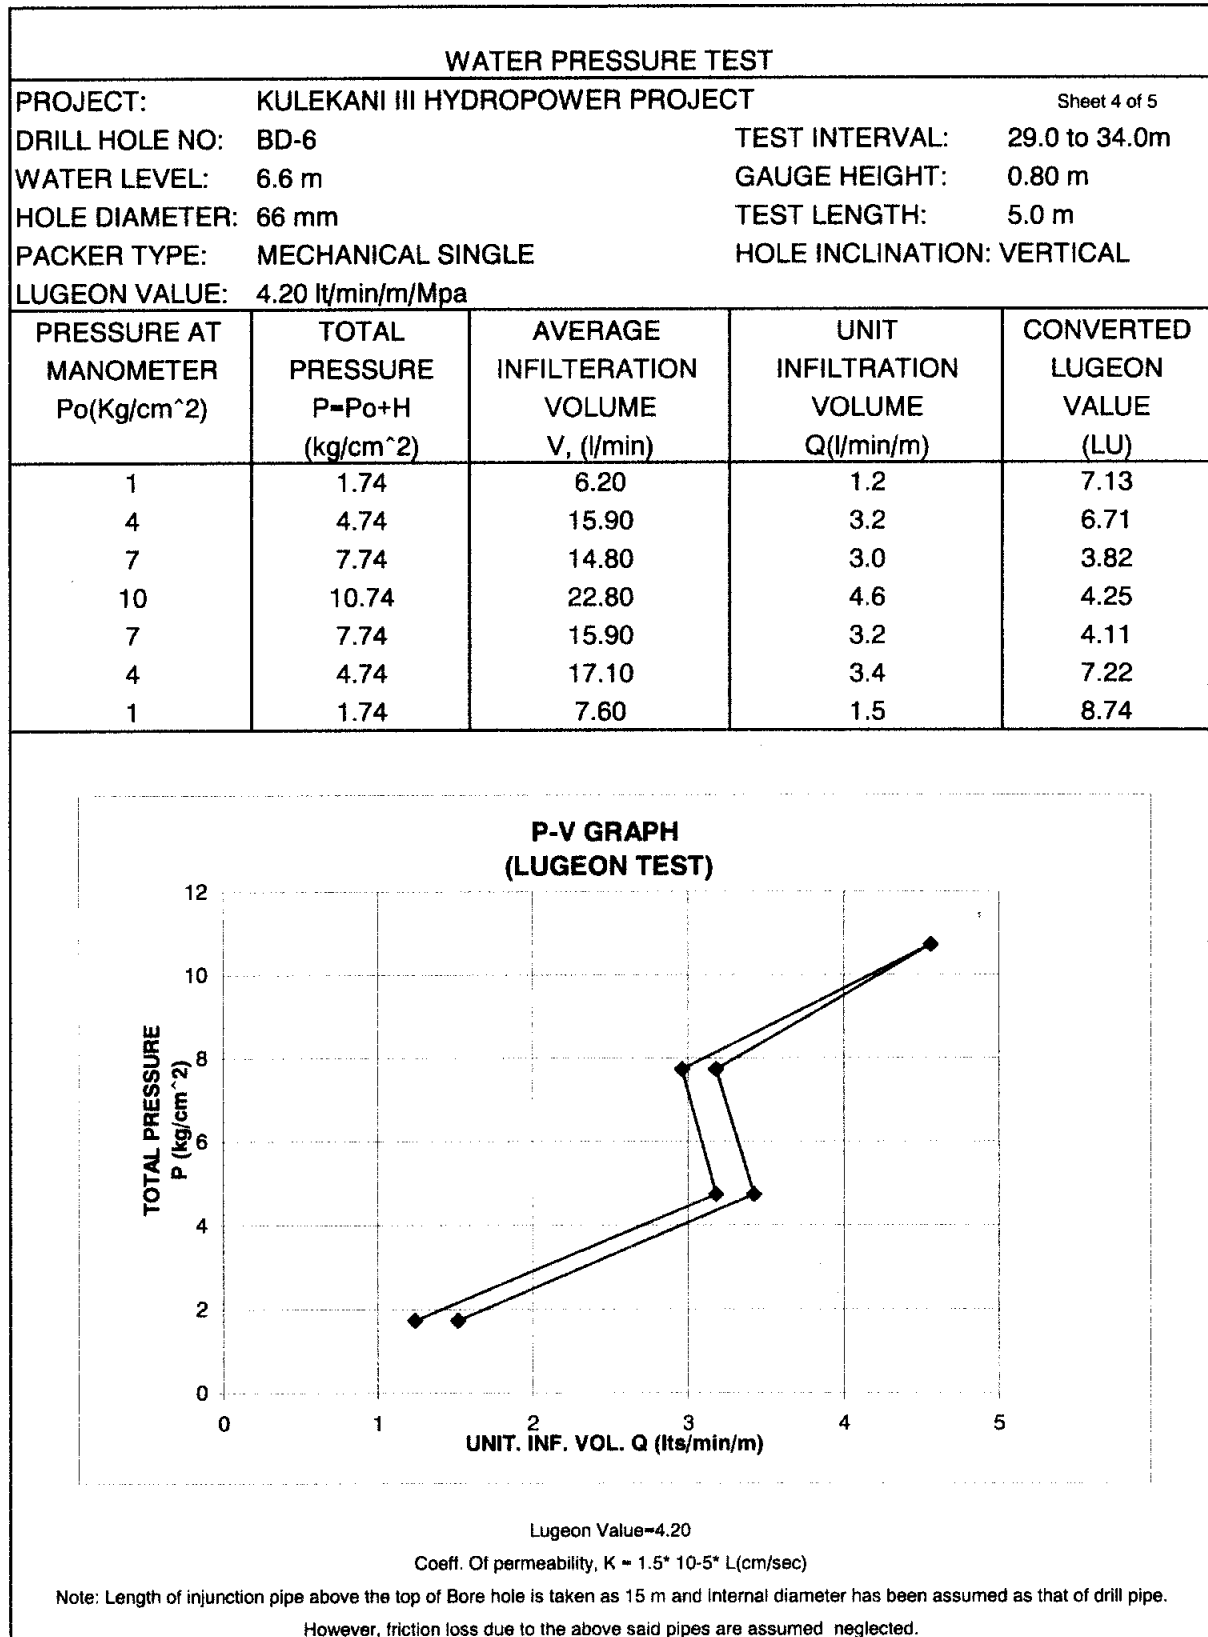 WATER PRESSURE TEST
PROJECT: KULEKANI III HYDROPOWER PROJECT Sheet 4 of 5
DRILL HOLE NO: BD-6 TEST INTERVAL: 29.0 to 34.0m
WATER LEVEL: 6.6 m GAUGE HEIGHT: 0.80 m
HOLE DIAMETER: 66 mm TEST LENGTH: 5.0 m
PACKER TYPE: MECHANICAL SINGLE HOLE INCLINATION: VERTICAL
LUGEON VALUE: 4.20 lt/min/m/Mpa
PRESSURE AT TOTAL AVERAGE UNIT CONVERTED
MANOMETER PRESSURE INFILTERATION INFILTRATION LUGEON
Po(Kg/cm^2) P=Po+H VOLUME VOLUME VALUE
(kg/cm^2) V, (l/min) Q(l/min/m) (LU)
1 1.74 6.20 1.2 7.13
4 4.74 15.90 3.2 6.71
7 7.74 14.80 3.0 3.82
10 10.74 22.80 4.6 4.25
7 7.74 15.90 3.2 4.11
4 4.74 17.10 3.4 7.22
1 1.74 7.60 1.5 8.74
P-V GRAPH
(LUGEON TEST)
TOTAL PRESSURE
P (kg/cm^2)
12
10
8
6
4
2
0
0 1 2 3 4 5
UNIT. INF. VOL. Q (lts/min/m)
Lugeon Value=4.20
Coeff. Of permeability, K = 1.5* 10-5* L(cm/sec)
Note: Length of injunction pipe above the top of Bore hole is taken as 15 m and internal diameter has been assumed as that of drill pipe.
However, friction loss due to the above said pipes are assumed neglected.